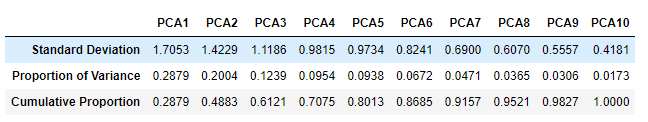 PCA1 PCA2 PCA3 PCA4 PCA5 PCA6 PCA7 PCA8 PCA9 PCA10
Standard Deviation 1.7053 1.4229 1.1186 0.9815 0.9734 0.8241 0.6900 0.6070 0.5557 0.4181
Proportion of Variance 0.2879 0.2004 0.1239 0.0954 0.0938 0.0672 0.0471 0.0365 0.0306 0.0173
Cumulative Proportion 0.2879 0.4883 0.6121 0.7075 0.8013 0.8685 0.9157 0.9521 0.9827 1.0000